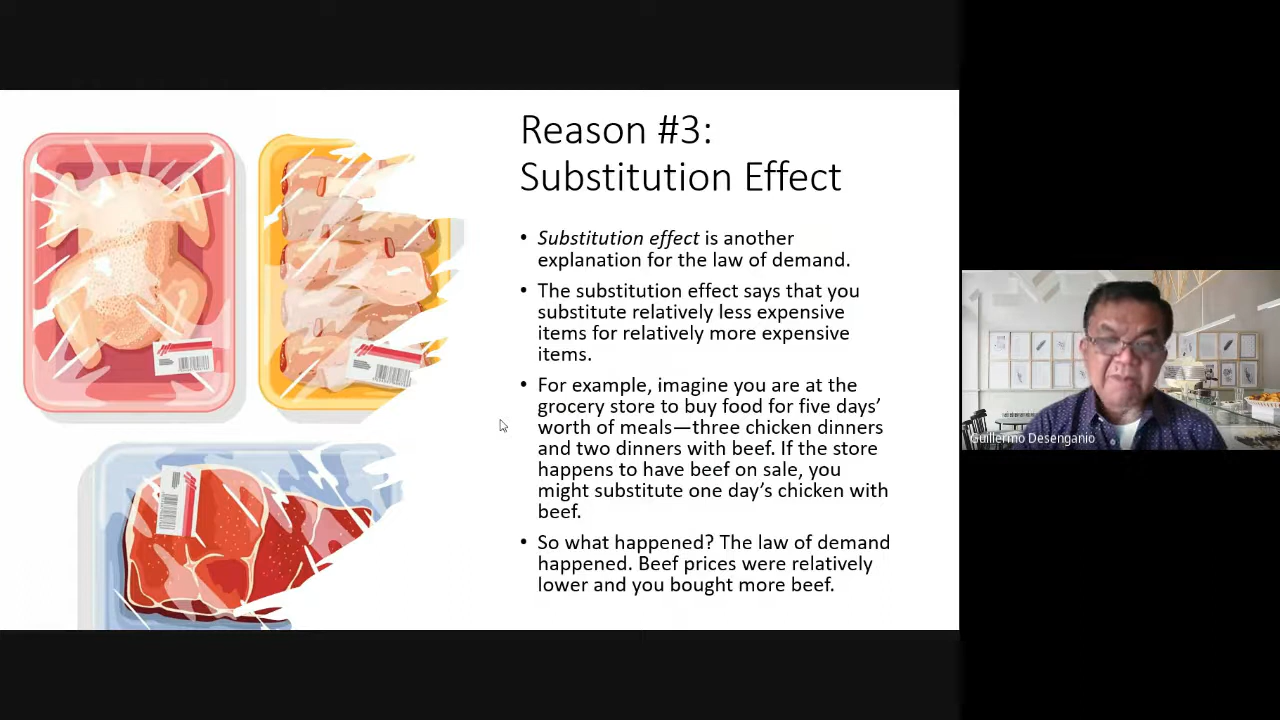 Reason #3:
Substitution Effect
• Substitution effect is another
explanation for the law of demand.
• The substitution effect says that you
substitute relatively less expensive
items for relatively more expensive
items.
• For example, imagine you are at the
grocery store to buy food for five days’
worth of meals—three chicken dinners
and two dinners with beef. If the store
happens to have beef on sale, you
might substitute one day’s chicken with
beef.
• So what happened? The law of demand
happened. Beef prices were relatively
lower and you bought more beef.
Guillermo Desenganio